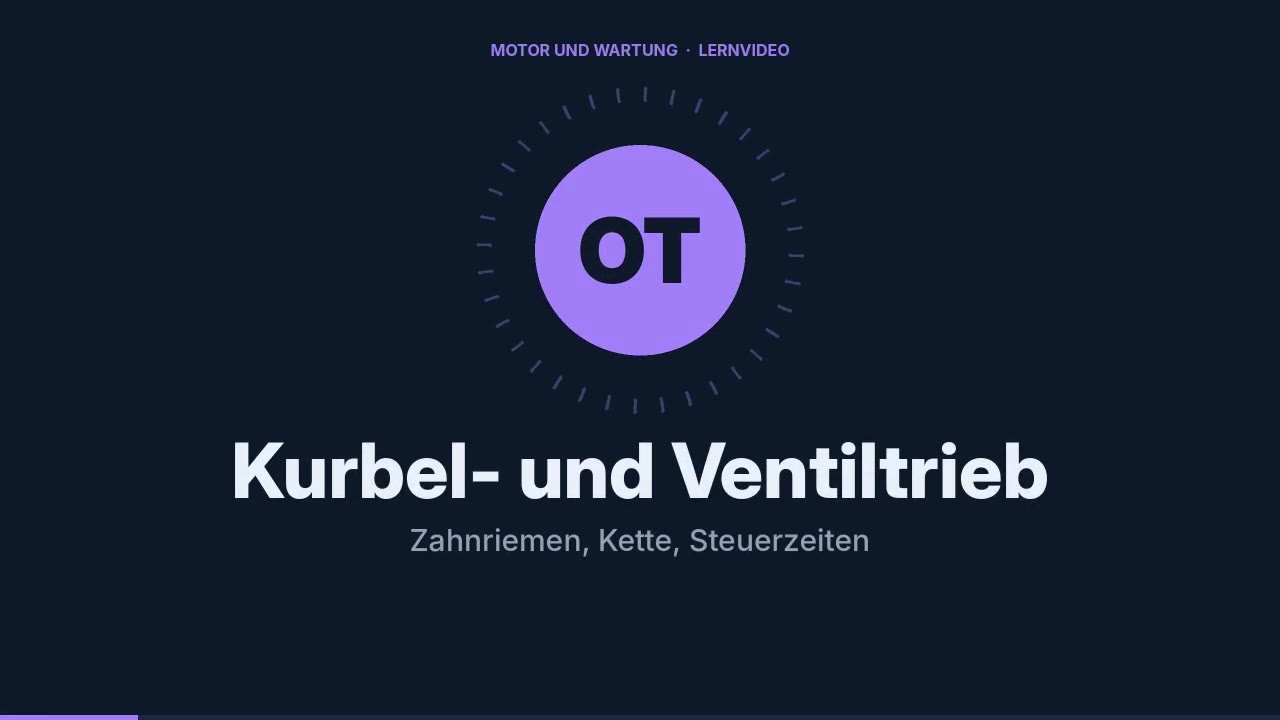 MOTOR UND WARTUNG · LERNVIDEO
OT
Kurbel- und Ventiltrieb
Zahnriemen, Kette, Steuerzeiten